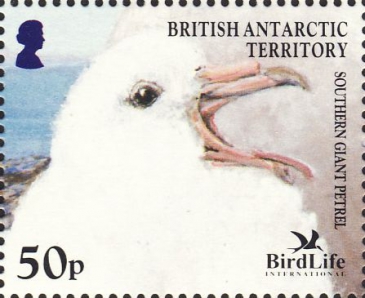 BRITISH ANTARCTIC
TERRITORY
SOUTHERN GIANT PETREL
50p
BirdLife
INTERNATIONAL